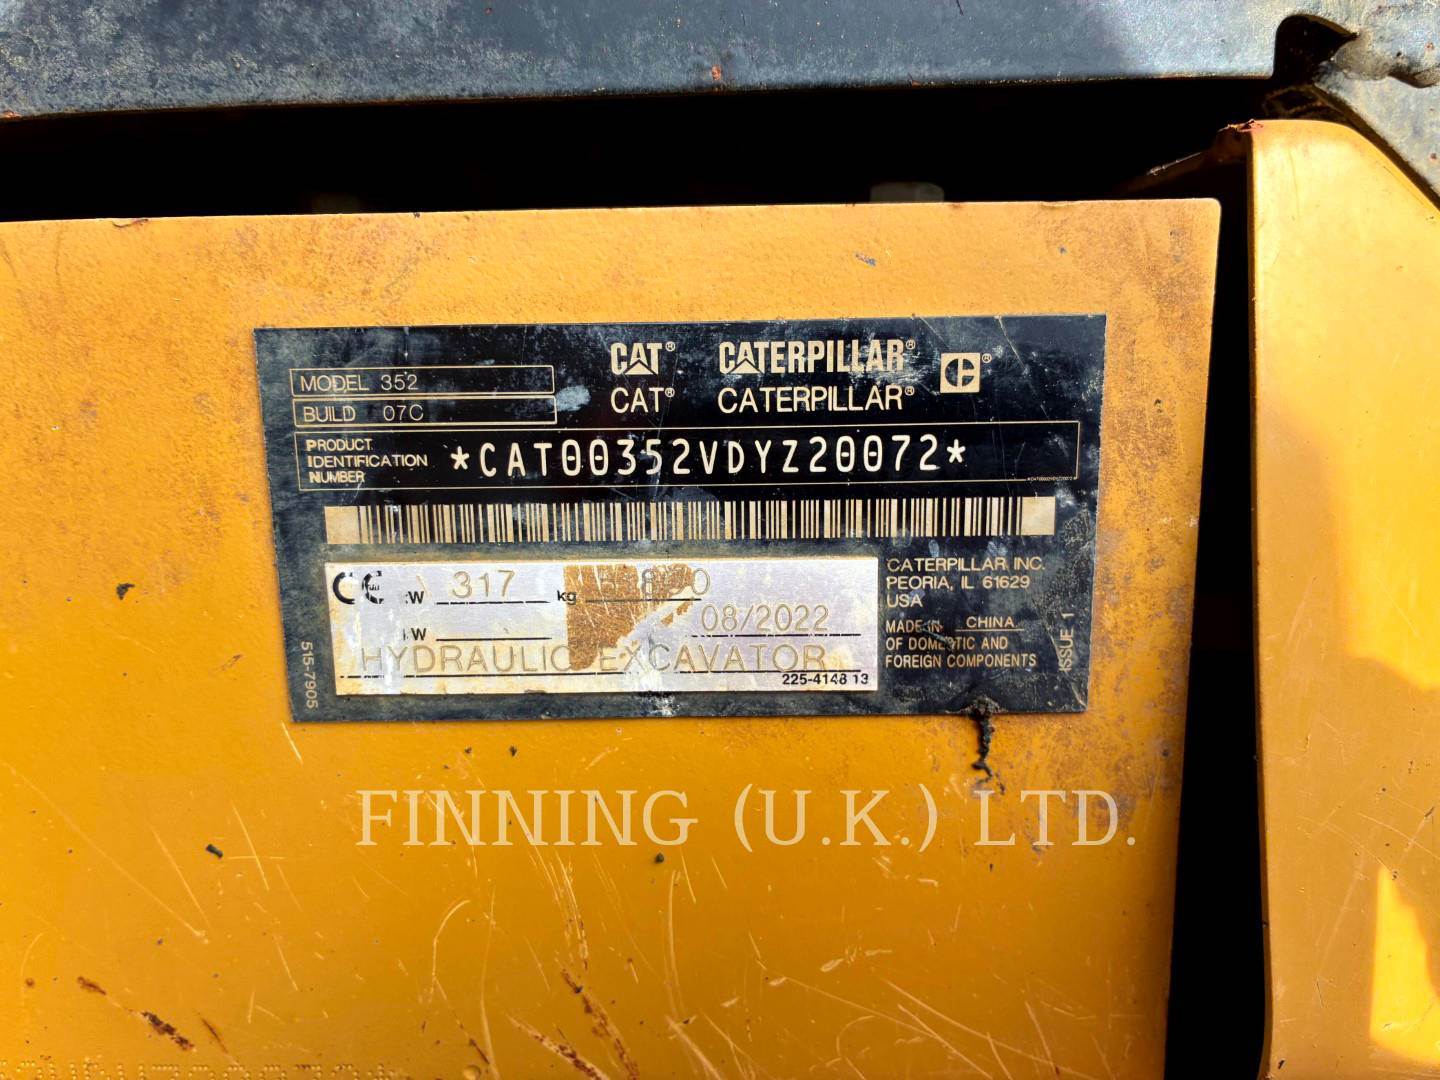 CAT® CATERPILLAR® C®
CAT® CATERPILLAR®
MODEL 352
BUILD 07C
PRODUCT IDENTIFICATION NUMBER *CAT00352VDYZ20072*
CE W 317 kg
W 08/2022
HYDRAULIC EXCAVATOR
225-4148 13
CATERPILLAR INC.
PEORIA, IL 61629
USA
MADE IN CHINA
OF DOMESTIC AND
FOREIGN COMPONENTS
ISSUE 1
515-7905
FINNING (U.K.) LTD.